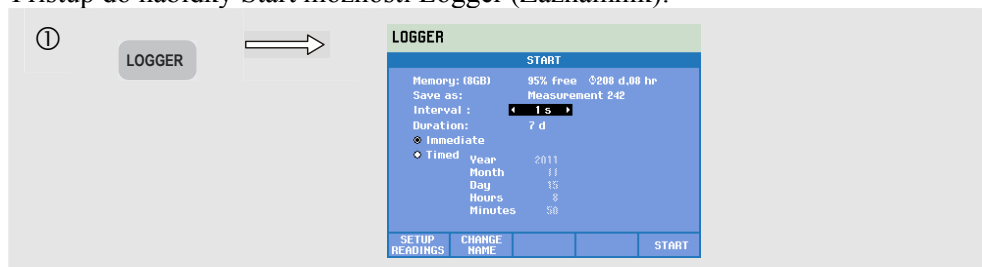 Přístup do nabídky Start možnosti Logger (Záznamník):
①
LOGGER
LOGGER
START
Memory: (8GB) 95% free 208 d,08 hr
Save as: Measurement 242
Interval : 1 s
Duration: 7 d
Immediate
Timed
Year 2011
Month 11
Day 15
Hours 8
Minutes 50
SETUP READINGS
CHANGE NAME
START